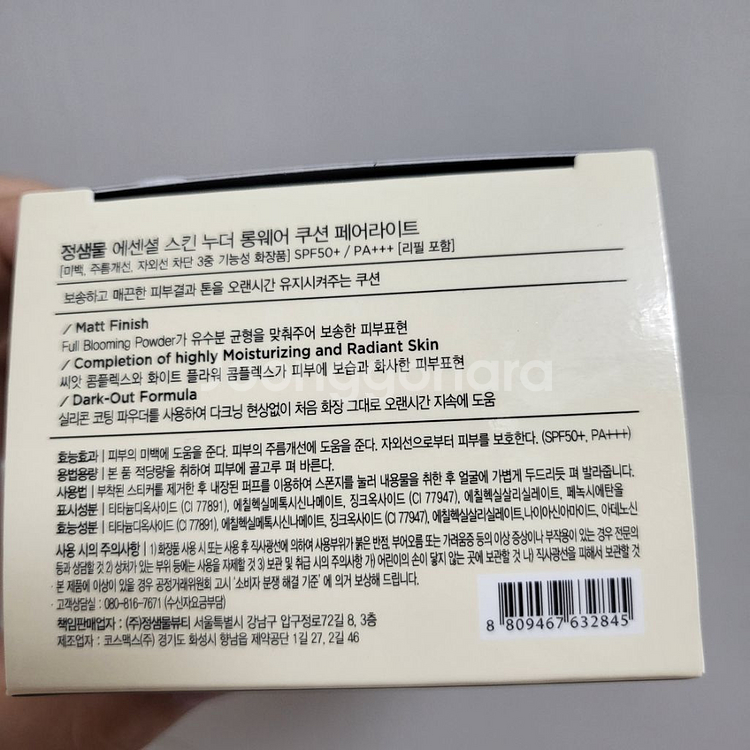 정샘물 에센셜 스킨 누더 롱웨어 쿠션 페어라이트
[미백, 주름개선, 자외선 차단 3중 기능성 화장품] SPF50+ / PA+++ [리필 포함]
보송하고 매끈한 피부결과 톤을 오랜시간 유지시켜주는 쿠션
/ Matt Finish
Full Blooming Powder가 유수분 균형을 맞춰주어 보송한 피부표현
/ Completion of highly Moisturizing and Radiant Skin
씨앗 콤플렉스와 화이트 플라워 콤플렉스가 피부에 보습과 화사한 피부표현
/ Dark-Out Formula
실리콘 코팅 파우더를 사용하여 다크닝 현상없이 처음 화장 그대로 오랜시간 지속에 도움
효능효과 | 피부의 미백에 도움을 준다. 피부의 주름개선에 도움을 준다. 자외선으로부터 피부를 보호한다. (SPF50+, PA+++)
용법용량 | 본 품 적당량을 취하여 피부에 골고루 펴 바른다.
사용법 | 부착된 스티커를 제거한 후 내장된 퍼프를 이용하여 스폰지를 눌러 내용물을 취한 후 얼굴에 가볍게 두드리듯 펴 발라줍니다.
표시성분 | 티타늄디옥사이드 (CI 77891), 에칠헥실메톡시신나메이트, 징크옥사이드 (CI 77947), 에칠헥실살리실레이트, 페녹시에탄올
효능성분 | 티타늄디옥사이드 (CI 77891), 에칠헥실메톡시신나메이트, 징크옥사이드 (CI 77947), 에칠헥실살리실레이트, 나이아신아마이드, 아데노신
사용 시의 주의사항 | 1) 화장품 사용 시 또는 사용 후 직사광선에 의하여 사용부위가 붉은 반점, 부어오름 또는 가려움증 등의 이상 증상이나 부작용이 있는 경우 전문의
등과 상담할 것 2) 상처가 있는 부위 등에는 사용을 자제할 것 3) 보관 및 취급 시의 주의사항 가) 어린이의 손이 닿지 않는 곳에 보관할 것 나) 직사광선을 피해서 보관할 것
· 본 제품에 이상이 있을 경우 공정거래위원회 고시 '소비자 분쟁 해결 기준' 에 의거 보상해 드립니다.
· 고객상담실 : 080-816-7671 (수신자요금부담)
책임판매업자 : (주)정샘물뷰티 서울특별시 강남구 압구정로72길 8, 3층
제조업자 : 코스맥스(주) 경기도 화성시 향남읍 제약공단 1길 27, 2길 46
8 809467 632845